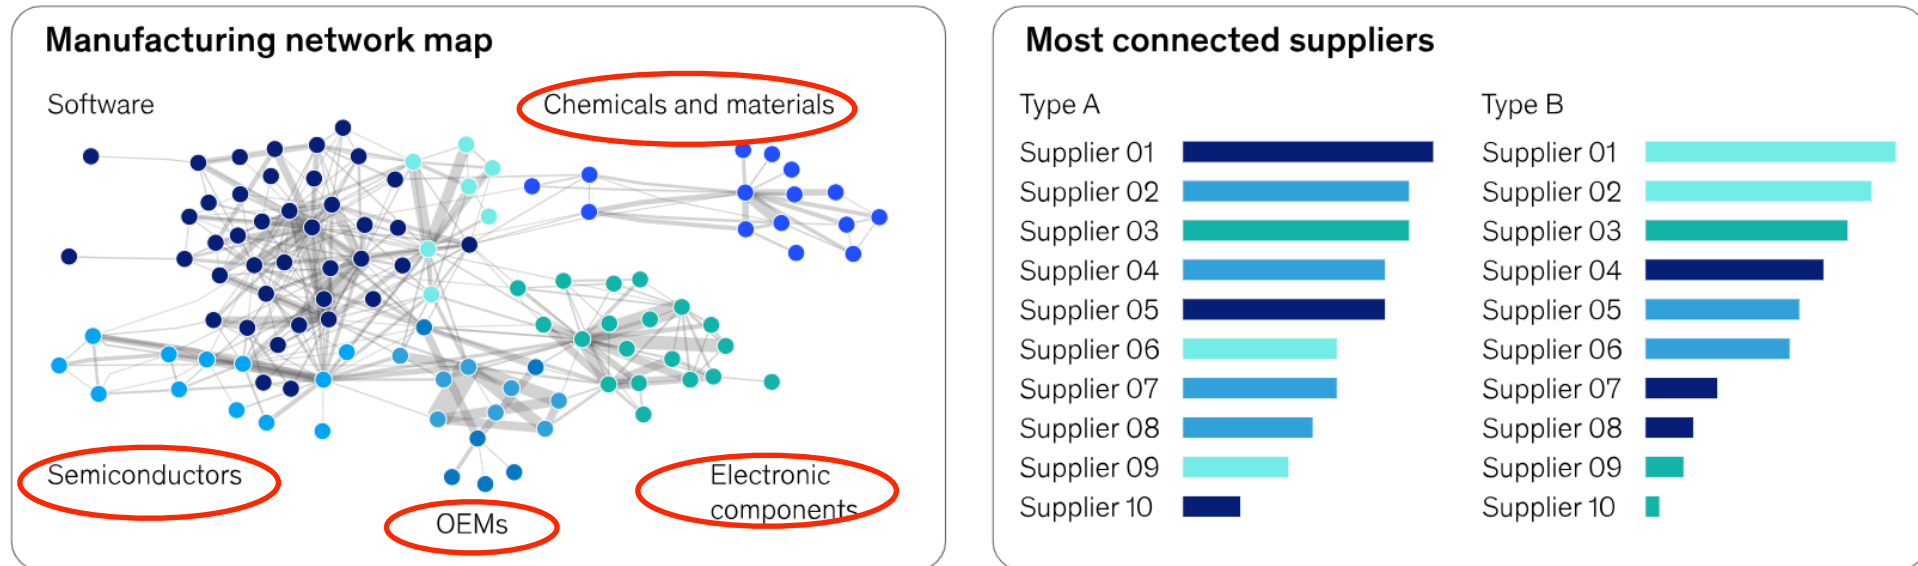 Manufacturing network map
Software
Chemicals and materials
Semiconductors
OEMs
Electronic
components
Most connected suppliers
Type A
Supplier 01
Supplier 02
Supplier 03
Supplier 04
Supplier 05
Supplier 06
Supplier 07
Supplier 08
Supplier 09
Supplier 10
Type B
Supplier 01
Supplier 02
Supplier 03
Supplier 04
Supplier 05
Supplier 06
Supplier 07
Supplier 08
Supplier 09
Supplier 10